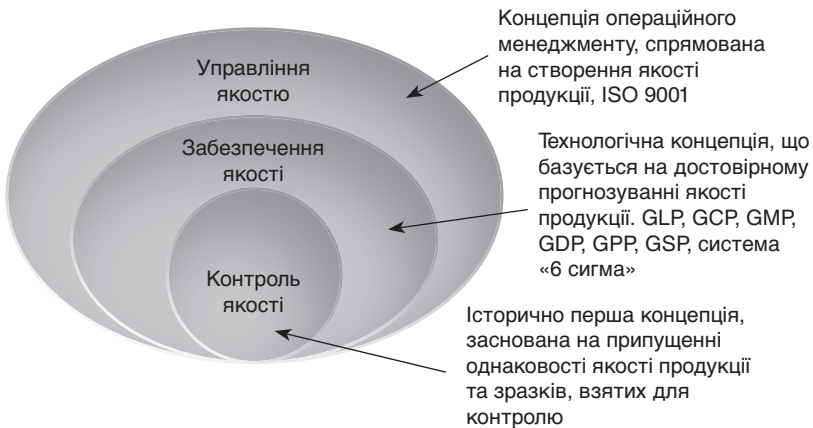 Управління
якостю
Забезпечення
якості
Контроль
якості
Концепція операційного
менеджменту, спрямована
на створення якості
продукції, ISO 9001
Технологічна концепція, що
базується на достовірному
прогнозуванні якості
продукції. GLP, GCP, GMP,
GDP, GPP, GSP, система
«6 сигма»
Історично перша концепція,
заснована на припущенні
однаковості якості продукції
та зразків, взятих для
контролю